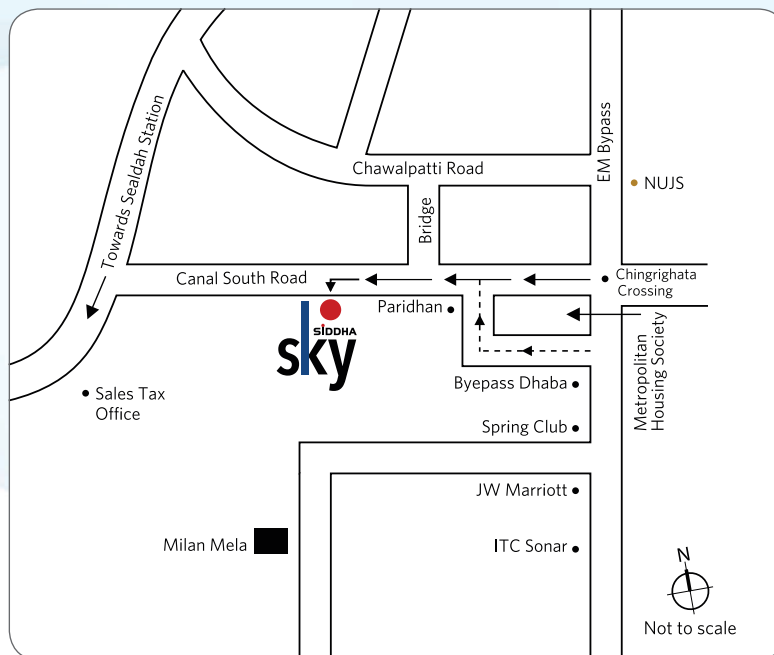 Towards Sealdah Station
Chawalpatti Road
EM Bypass
NUJS
Bridge
Canal South Road
Chingrighata
Crossing
Paridhan
SiDDHA
sky
Metropolitan
Housing Society
Sales Tax
Office
Byepass Dhaba
Spring Club
JW Marriott
Milan Mela
ITC Sonar
N
Not to scale